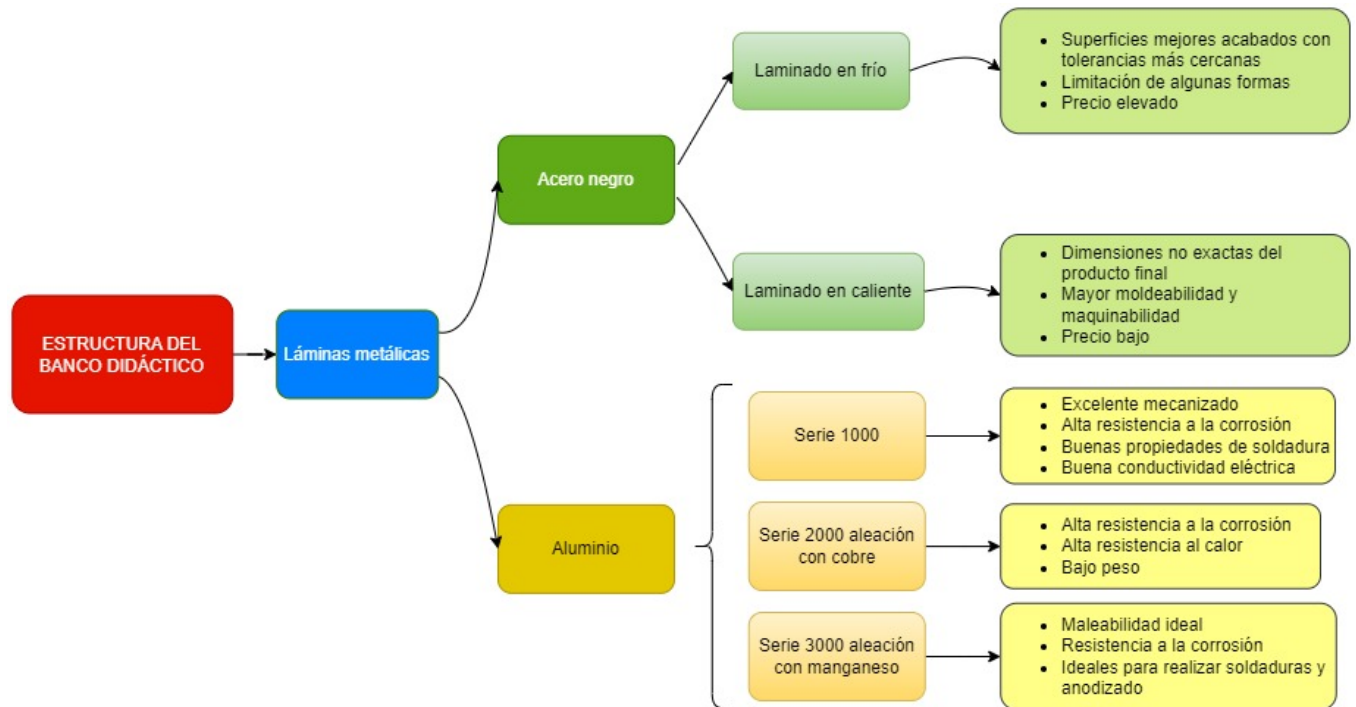 ESTRUCTURA DEL
BANCO DIDÁCTICO
Láminas metálicas
Acero negro
Laminado en frío
• Superficies mejores acabados con
tolerancias más cercanas
• Limitación de algunas formas
• Precio elevado
Laminado en caliente
• Dimensiones no exactas del
producto final
• Mayor moldeabilidad y
maquinabilidad
• Precio bajo
Aluminio
Serie 1000
• Excelente mecanizado
• Alta resistencia a la corrosión
• Buenas propiedades de soldadura
• Buena conductividad eléctrica
Serie 2000 aleación
con cobre
• Alta resistencia a la corrosión
• Alta resistencia al calor
• Bajo peso
Serie 3000 aleación
con manganeso
• Maleabilidad ideal
• Resistencia a la corrosión
• Ideales para realizar soldaduras y
anodizado